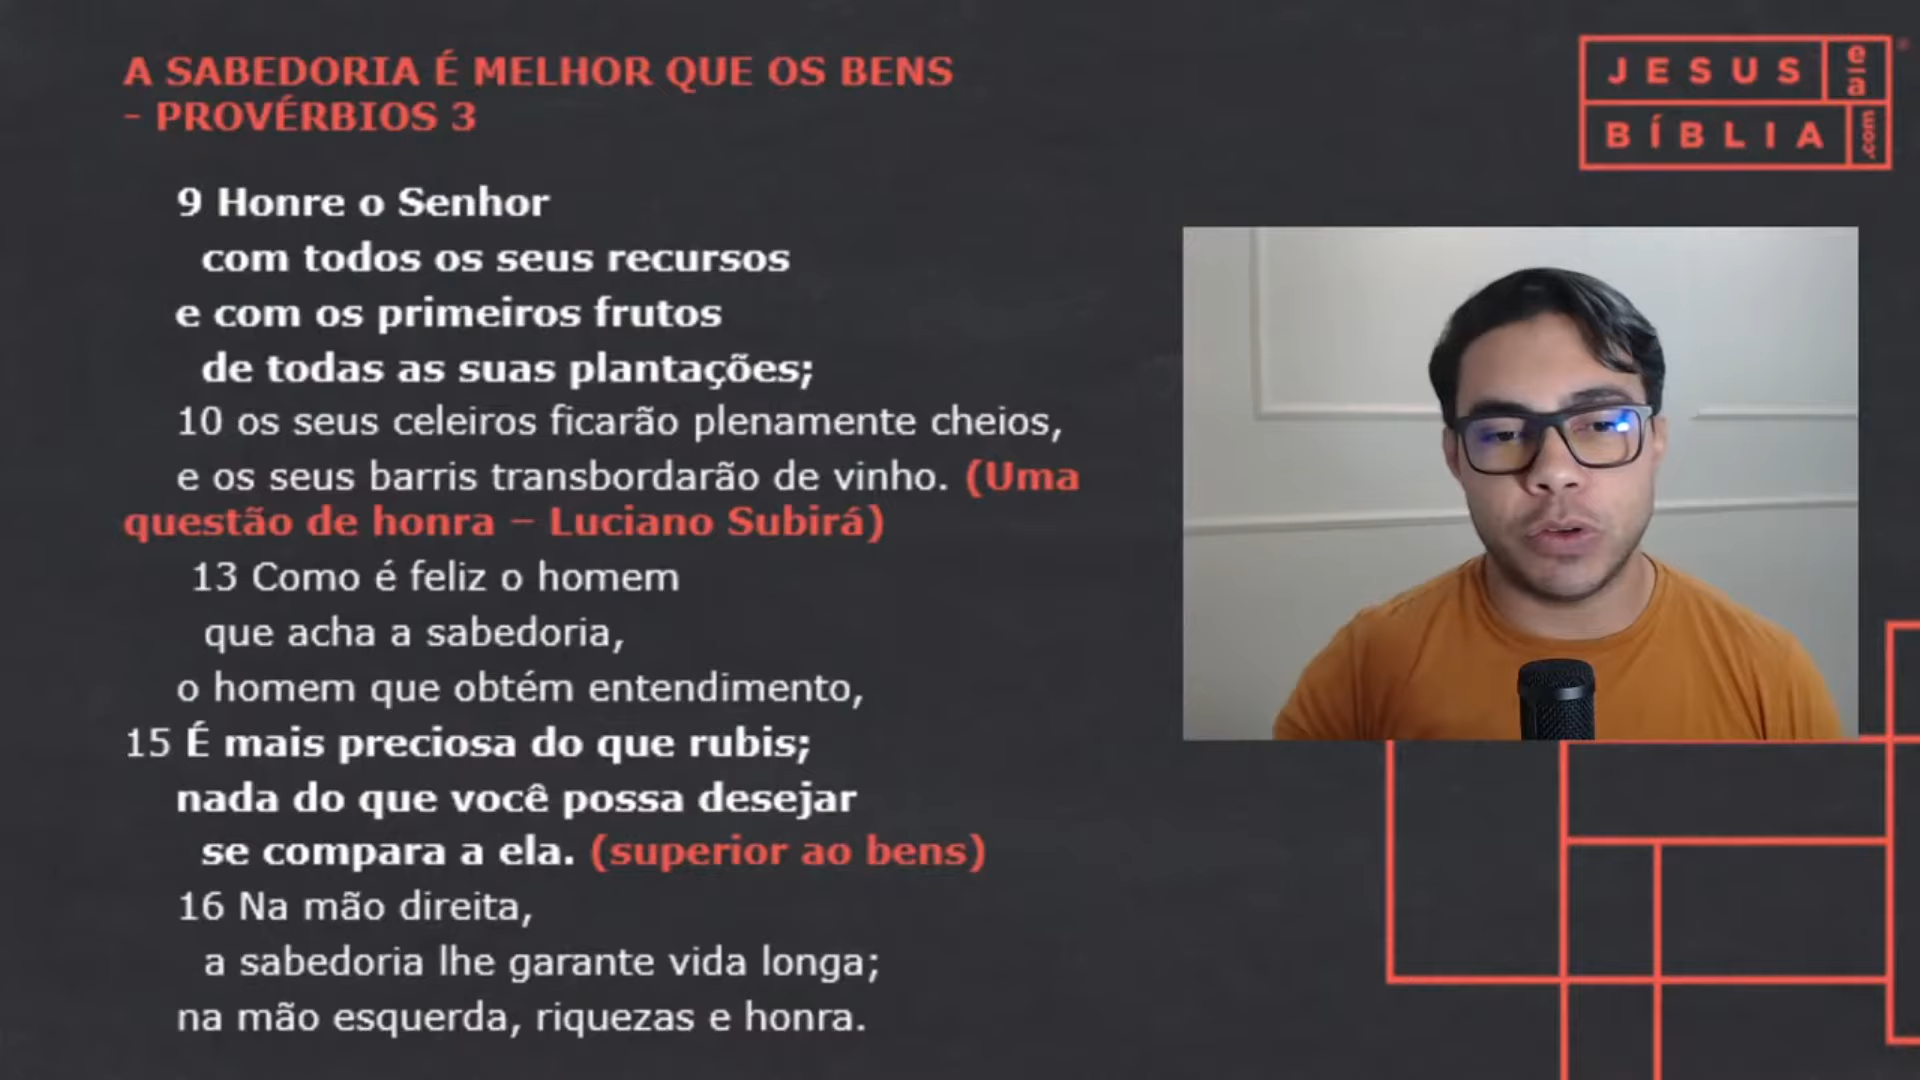 A SABEDORIA É MELHOR QUE OS BENS
- PROVÉRBIOS 3
9 Honre o Senhor
com todos os seus recursos
e com os primeiros frutos
de todas as suas plantações;
10 os seus celeiros ficarão plenamente cheios,
e os seus barris transbordarão de vinho. (Uma
questão de honra – Luciano Subirá)
13 Como é feliz o homem
que acha a sabedoria,
o homem que obtém entendimento,
15 É mais preciosa do que rubis;
nada do que você possa desejar
se compara a ela. (superior ao bens)
16 Na mão direita,
a sabedoria lhe garante vida longa;
na mão esquerda, riquezas e honra.
JESUS e a
BÍBLIA .com